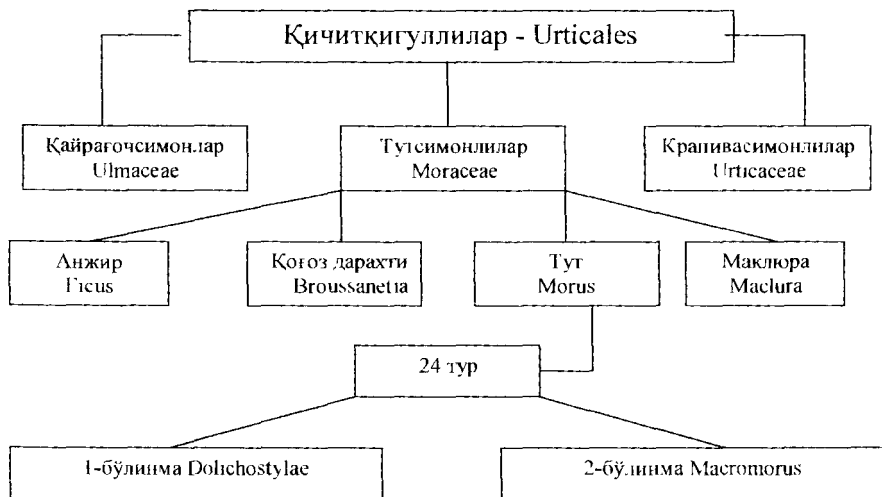 Қичитқигуллилар - Urticales
Қайрағочсимонлар
Ulmaceae
Тутсимонлилар
Moraceae
Крапивасимонлилар
Urticaceae
Анжир
Ficus
Қоғоз дарахти
Broussanetia
Тут
Morus
Маклюра
Maclura
24 тур
1-бўлинма Dolichostylae
2-бўлинма Macromorus